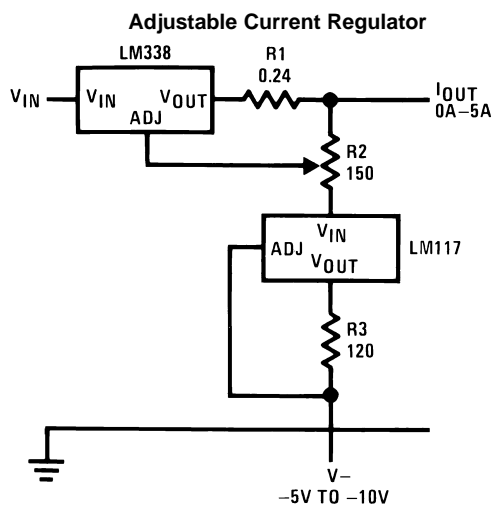 Adjustable Current Regulator
LM338
R1
0.24
VIN
VIN
VOUT
ADJ
IOUT
0A–5A
R2
150
VIN
ADJ
VOUT
LM117
R3
120
V–
–5V TO –10V